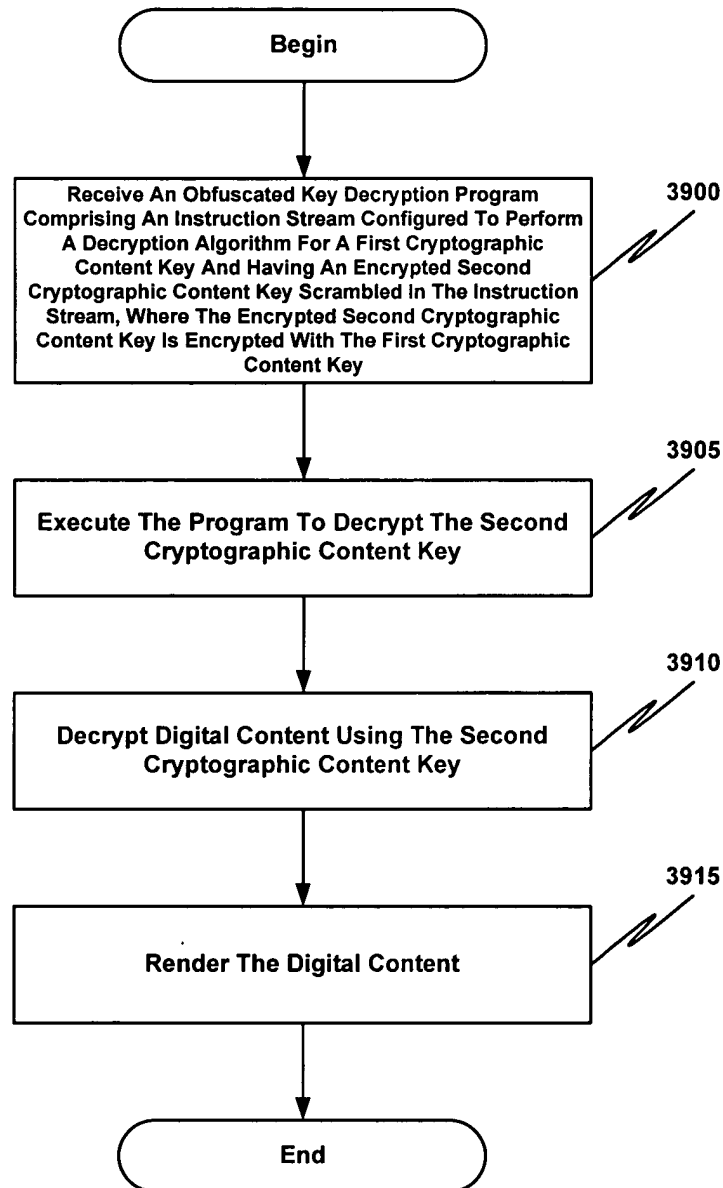 Begin
Receive An Obfuscated Key Decryption Program
Comprising An Instruction Stream Configured To Perform
A Decryption Algorithm For A First Cryptographic
Content Key And Having An Encrypted Second
Cryptographic Content Key Scrambled In The Instruction
Stream, Where The Encrypted Second Cryptographic
Content Key Is Encrypted With The First Cryptographic
Content Key
3900
Execute The Program To Decrypt The Second
Cryptographic Content Key
3905
Decrypt Digital Content Using The Second
Cryptographic Content Key
3910
Render The Digital Content
3915
End